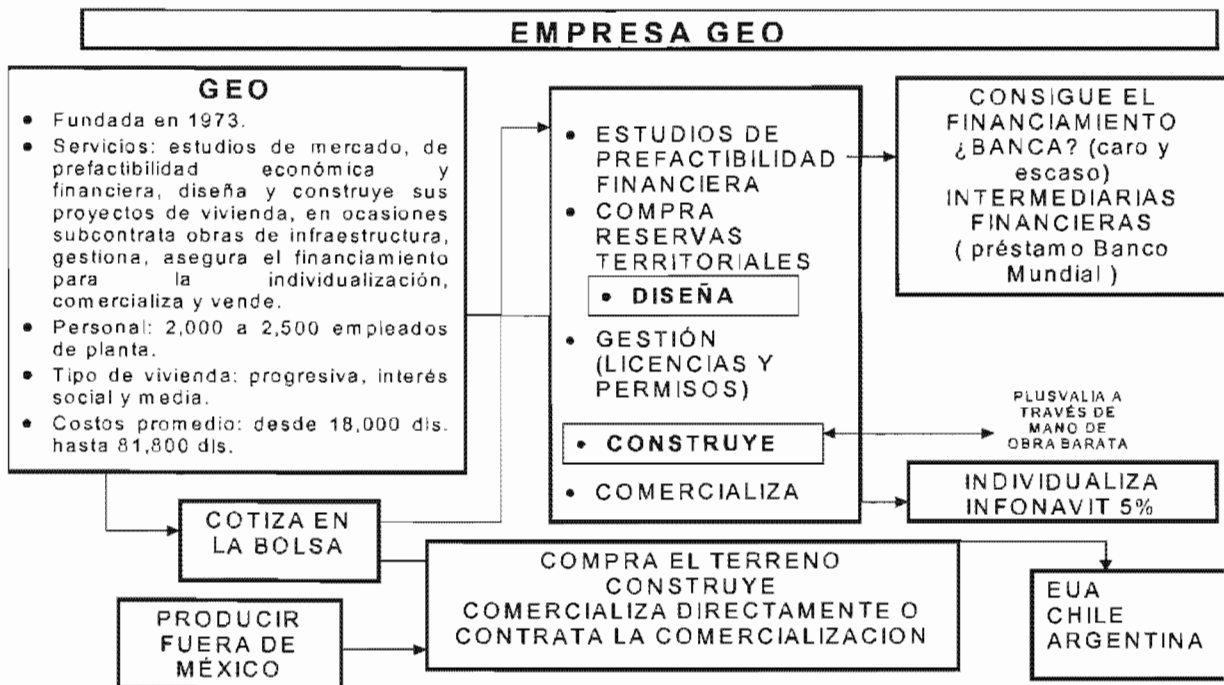 EMPRESA GEO
GEO
• Fundada en 1973.
• Servicios: estudios de mercado, de
prefactibilidad económica y
financiera, diseña y construye sus
proyectos de vivienda, en ocasiones
subcontrata obras de infraestructura,
gestiona, asegura el financiamiento
para la individualización,
comercializa y vende.
• Personal: 2,000 a 2,500 empleados
de planta.
• Tipo de vivienda: progresiva, interés
social y media.
• Costos promedio: desde 18,000 dls.
hasta 81,800 dls.
• ESTUDIOS DE
PREFACTIBILIDAD
FINANCIERA
• COMPRA
RESERVAS
TERRITORIALES
• DISEÑA
• GESTIÓN
(LICENCIAS Y
PERMISOS)
• CONSTRUYE
• COMERCIALIZA
CONSIGUE EL
FINANCIAMIENTO
¿BANCA? (caro y
escaso)
INTERMEDIARIAS
FINANCIERAS
( préstamo Banco
Mundial )
PLUSVALIA A
TRAVÉS DE
MANO DE
OBRA BARATA
INDIVIDUALIZA
INFONAVIT 5%
COTIZA EN
LA BOLSA
COMPRA EL TERRENO
CONSTRUYE
COMERCIALIZA DIRECTAMENTE O
CONTRATA LA COMERCIALIZACION
EUA
CHILE
ARGENTINA
PRODUCIR
FUERA DE
MÉXICO